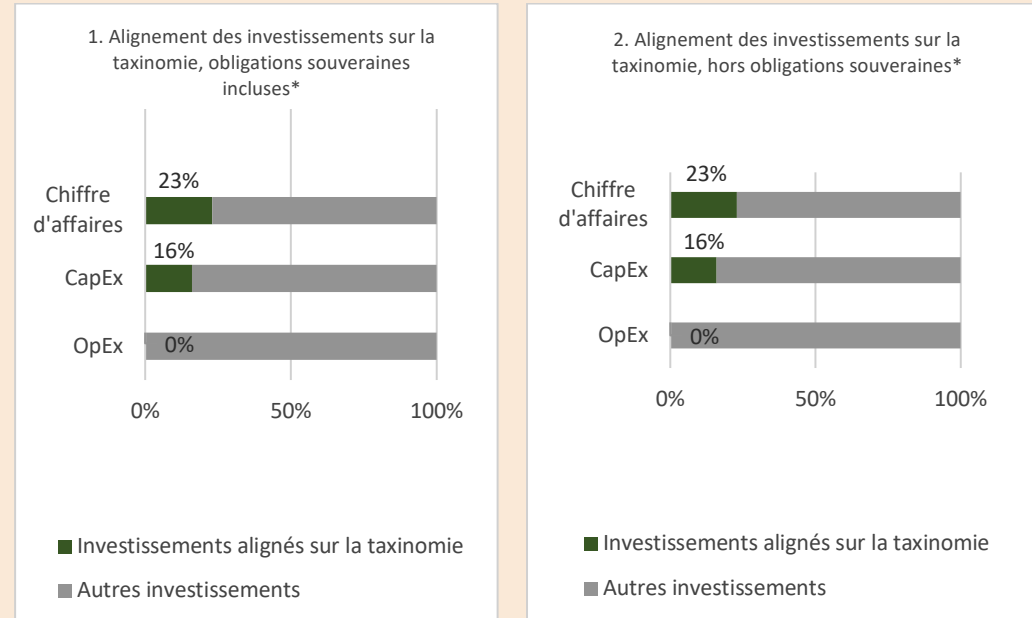 1. Alignement des investissements sur la
taxinomie, obligations souveraines
incluses*
23%
Chiffre
d'affaires
16%
CapEx
OpEx
0%
0%
50%
100%
Investissements alignés sur la taxinomie
Autres investissements
2. Alignement des investissements sur la
taxinomie, hors obligations souveraines*
23%
Chiffre
d'affaires
16%
CapEx
OpEx
0%
0%
50%
100%
Investissements alignés sur la taxinomie
Autres investissements